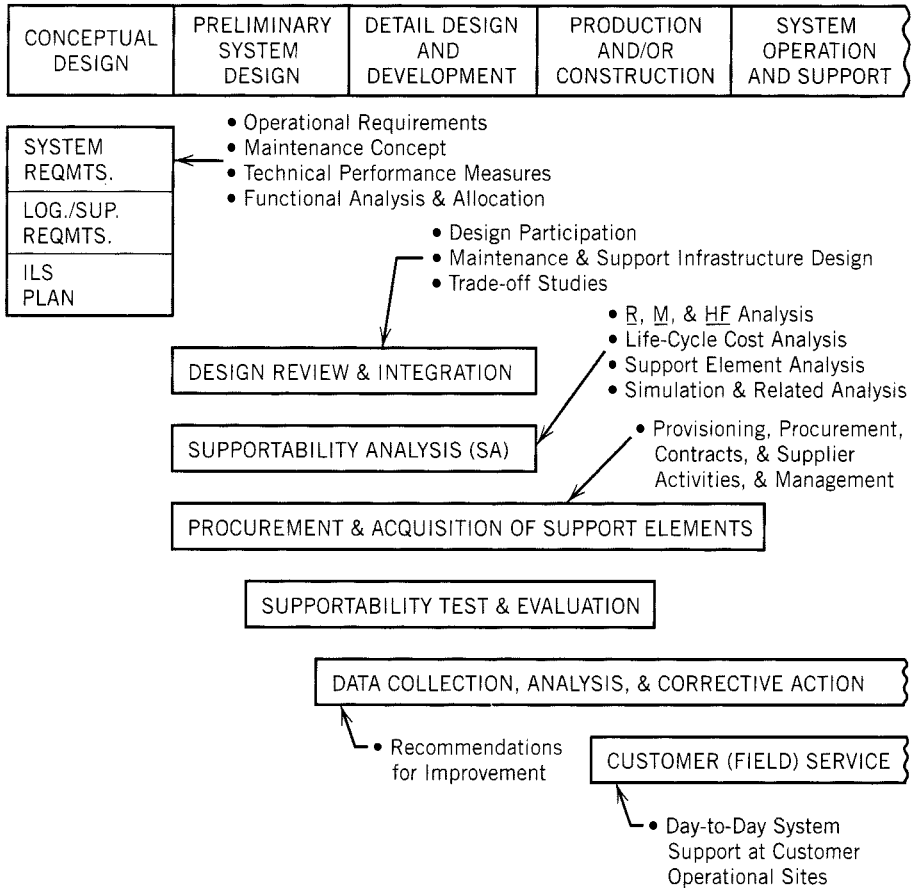 CONCEPTUAL
DESIGN
PRELIMINARY
SYSTEM
DESIGN
DETAIL DESIGN
AND
DEVELOPMENT
PRODUCTION
AND/OR
CONSTRUCTION
SYSTEM
OPERATION
AND SUPPORT
SYSTEM
REQMTS.
LOG./SUP.
REQMTS.
ILS
PLAN
• Operational Requirements
• Maintenance Concept
• Technical Performance Measures
• Functional Analysis & Allocation
• Design Participation
• Maintenance & Support Infrastructure Design
• Trade-off Studies
DESIGN REVIEW & INTEGRATION
• R, M, & HF Analysis
• Life-Cycle Cost Analysis
• Support Element Analysis
• Simulation & Related Analysis
SUPPORTABILITY ANALYSIS (SA)
• Provisioning, Procurement,
Contracts, & Supplier
Activities, & Management
PROCUREMENT & ACQUISITION OF SUPPORT ELEMENTS
SUPPORTABILITY TEST & EVALUATION
DATA COLLECTION, ANALYSIS, & CORRECTIVE ACTION
• Recommendations
for Improvement
CUSTOMER (FIELD) SERVICE
• Day-to-Day System
Support at Customer
Operational Sites